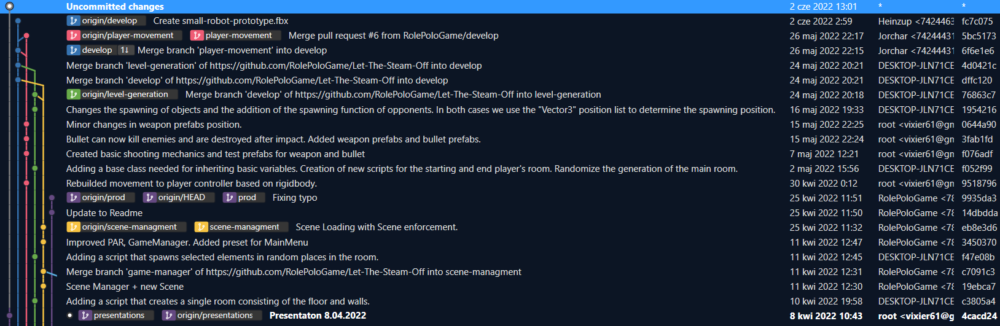 Uncommitted changes 2 cze 2022 13:01 * *
origin/develop Create small-robot-prototype.fbx 2 cze 2022 2:59 Heinzup <7424463 fc7c075
origin/player-movement player-movement Merge pull request #6 from RolePoloGame/develop 26 maj 2022 22:17 Jorchar <74244431 5bc5173
develop 1↓ Merge branch 'player-movement' into develop 26 maj 2022 22:15 Jorchar <74244431 6f6e1e6
Merge branch 'level-generation' of https://github.com/RolePoloGame/Let-The-Steam-Off into develop 24 maj 2022 20:21 DESKTOP-JLN71CE 4d0421c
Merge branch 'develop' of https://github.com/RolePoloGame/Let-The-Steam-Off into develop 24 maj 2022 20:21 DESKTOP-JLN71CE dffc120
origin/level-generation Merge branch 'develop' of https://github.com/RolePoloGame/Let-The-Steam-Off into level-generation 24 maj 2022 20:18 DESKTOP-JLN71CE 76863c7
Changes the spawning of objects and the addition of the spawning function of opponents. In both cases we use the "Vector3" position list to determine the spawning position. 16 maj 2022 19:33 DESKTOP-JLN71CE 1954216
Minor changes in weapon prefabs position. 15 maj 2022 22:25 root <vixier61@gm 0644a90
Bullet can now kill enemies and are destroyed after impact. Added weapon prefabs and bullet prefabs. 15 maj 2022 22:24 root <vixier61@gm 3fab1fd
Created basic shooting mechanics and test prefabs for weapon and bullet 7 maj 2022 12:21 root <vixier61@gm f076adf
Adding a base class needed for inheriting basic variables. Creation of new scripts for the starting and end player's room. Randomize the generation of the main room. 2 maj 2022 15:56 DESKTOP-JLN71CE f052f99
Rebuilded movement to player controller based on rigidbody. 30 kwi 2022 0:12 root <vixier61@gm 9518796
origin/prod origin/HEAD prod Fixing typo 25 kwi 2022 11:51 RolePoloGame <78 9935da3
Update to Readme 25 kwi 2022 11:50 RolePoloGame <78 14dbdda
origin/scene-managment scene-managment Scene Loading with Scene enforcement. 25 kwi 2022 11:32 RolePoloGame <78 eb8e3d6
Improved PAR, GameManager. Added preset for MainMenu 11 kwi 2022 12:47 RolePoloGame <78 3450370
Adding a script that spawns selected elements in random places in the room. 11 kwi 2022 12:45 DESKTOP-JLN71CE f47e08b
Merge branch 'game-manager' of https://github.com/RolePoloGame/Let-The-Steam-Off into scene-managment 11 kwi 2022 12:31 RolePoloGame <78 c7091c3
Scene Manager + new Scene 11 kwi 2022 12:30 RolePoloGame <78 19ebca7
Adding a script that creates a single room consisting of the floor and walls. 10 kwi 2022 19:58 DESKTOP-JLN71CE c3805a4
presentations origin/presentations Presentaton 8.04.2022 8 kwi 2022 10:43 root <vixier61@g 4cacd24